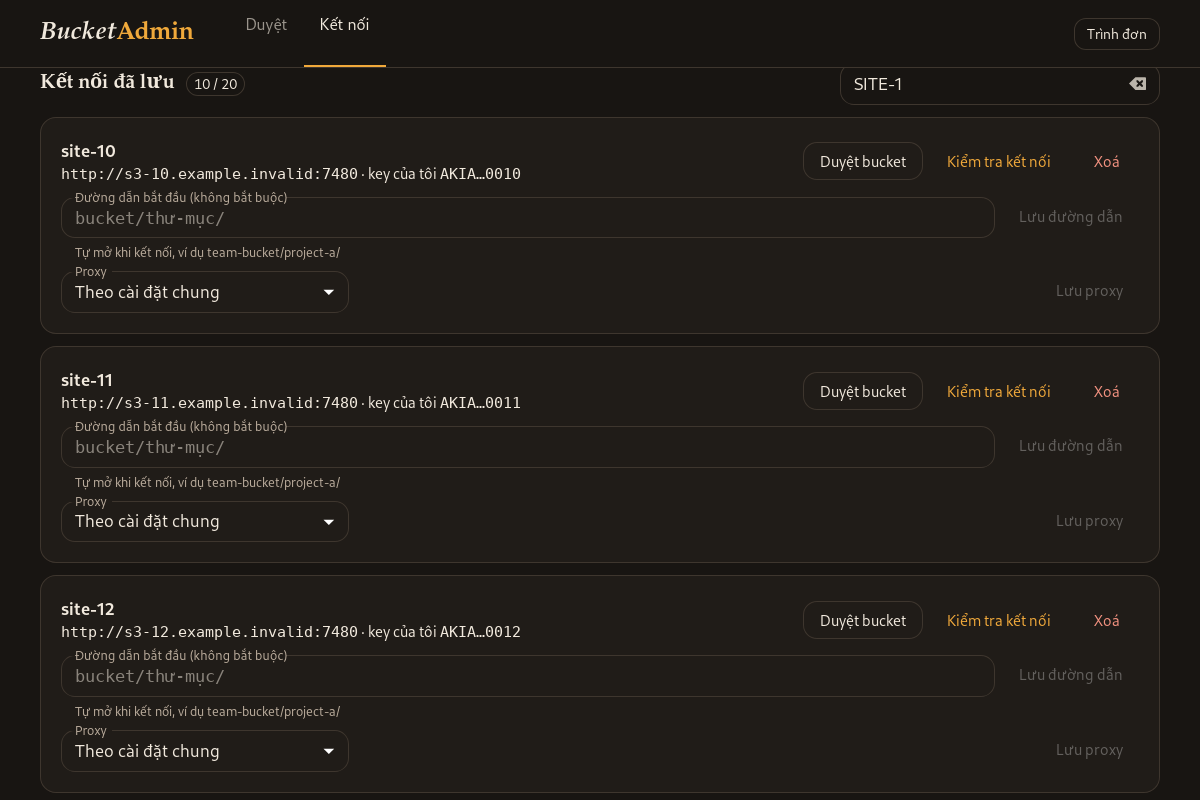 BucketAdmin
Duyệt
Kết nối
Trình đơn
Kết nối đã lưu
10 / 20
SITE-1
site-10
http://s3-10.example.invalid:7480 · key của tôi AKIA…0010
Duyệt bucket
Kiểm tra kết nối
Xoá
Đường dẫn bắt đầu (không bắt buộc)
bucket/thư-mục/
Lưu đường dẫn
Tự mở khi kết nối, ví dụ team-bucket/project-a/
Proxy
Theo cài đặt chung
Lưu proxy
site-11
http://s3-11.example.invalid:7480 · key của tôi AKIA…0011
Duyệt bucket
Kiểm tra kết nối
Xoá
Đường dẫn bắt đầu (không bắt buộc)
bucket/thư-mục/
Lưu đường dẫn
Tự mở khi kết nối, ví dụ team-bucket/project-a/
Proxy
Theo cài đặt chung
Lưu proxy
site-12
http://s3-12.example.invalid:7480 · key của tôi AKIA…0012
Duyệt bucket
Kiểm tra kết nối
Xoá
Đường dẫn bắt đầu (không bắt buộc)
bucket/thư-mục/
Lưu đường dẫn
Tự mở khi kết nối, ví dụ team-bucket/project-a/
Proxy
Theo cài đặt chung
Lưu proxy